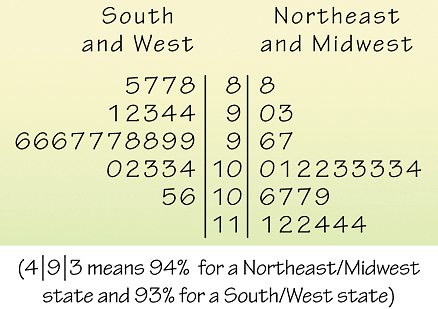 South Northeast
and West and Midwest
5778 | 8 | 8
12344 | 9 | 03
6667778899 | 9 | 67
02334 | 10 | 012233334
56 | 10 | 6779
| 11 | 122444
(4|9|3 means 94% for a Northeast/Midwest
state and 93% for a South/West state)